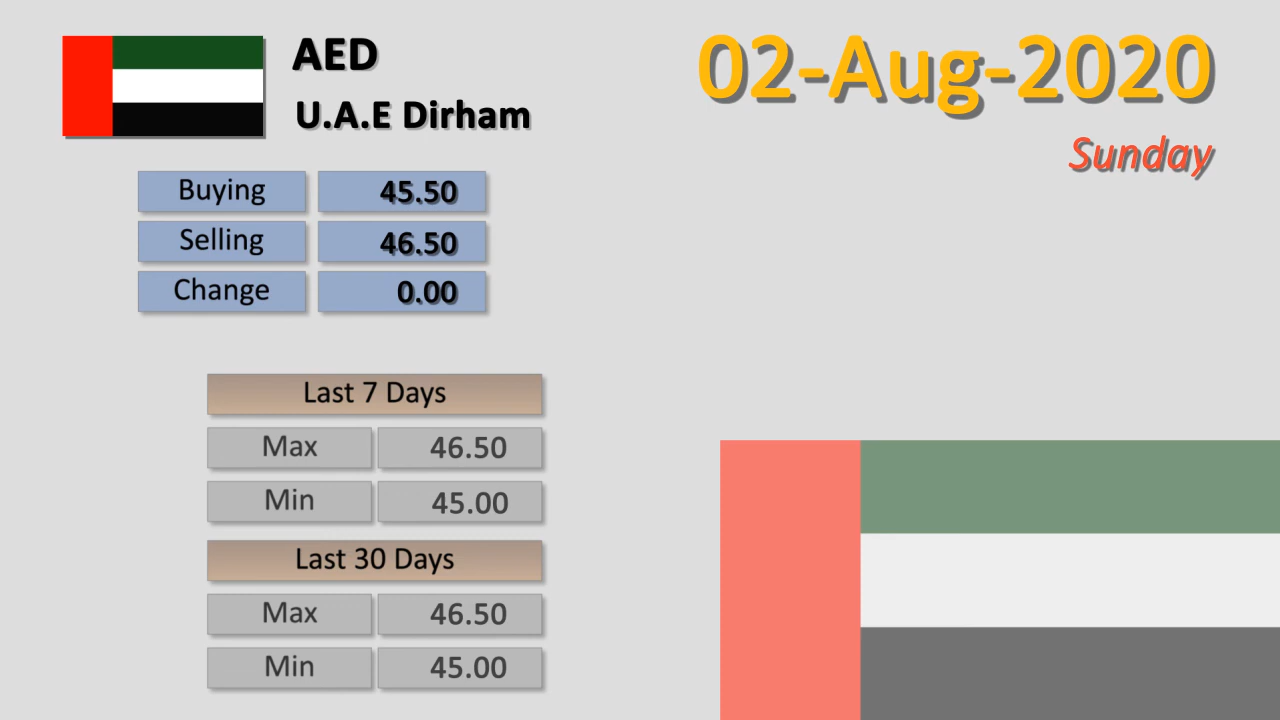 AED
U.A.E Dirham
02-Aug-2020
Sunday
Buying 45.50
Selling 46.50
Change 0.00
Last 7 Days
Max 46.50
Min 45.00
Last 30 Days
Max 46.50
Min 45.00